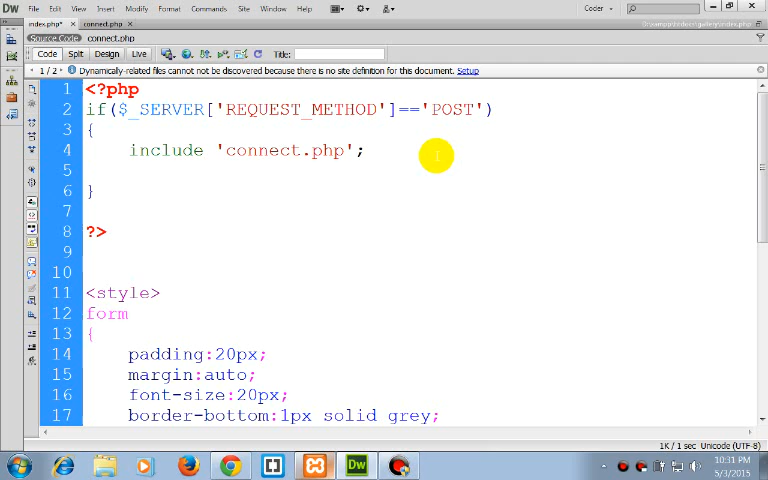 Dw File Edit View Insert Modify Format Commands Site Window Help Coder
index.php* × connect.php ×
Source Code connect.php
Code Split Design Live Title:
1 / 2 Dynamically-related files cannot not be discovered because there is no site definition for this document. Setup
1 <?php
2 if($_SERVER['REQUEST_METHOD']=='POST')
3 {
4 include 'connect.php';
5
6 }
7
8 ?>
9
10
11 <style>
12 form
13 {
14 padding:20px;
15 margin:auto;
16 font-size:20px;
17 border-bottom:1px solid grey;
1K / 1 sec Unicode (UTF-8)
Dw
10:31 PM
5/3/2015